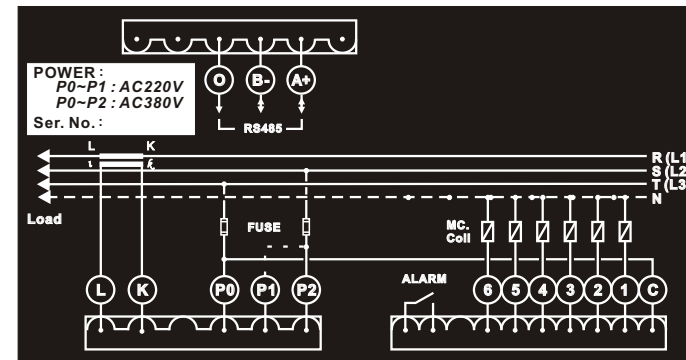 O B- A+
RS485
POWER:
P0~P1 : AC220V
P0~P2 : AC380V
Ser. No.:
L K
R (L1
S (L2
T (L3
N
Load
FUSE
MC.
Coil
ALARM
L K P0 P1 P2 6 5 4 3 2 1 C